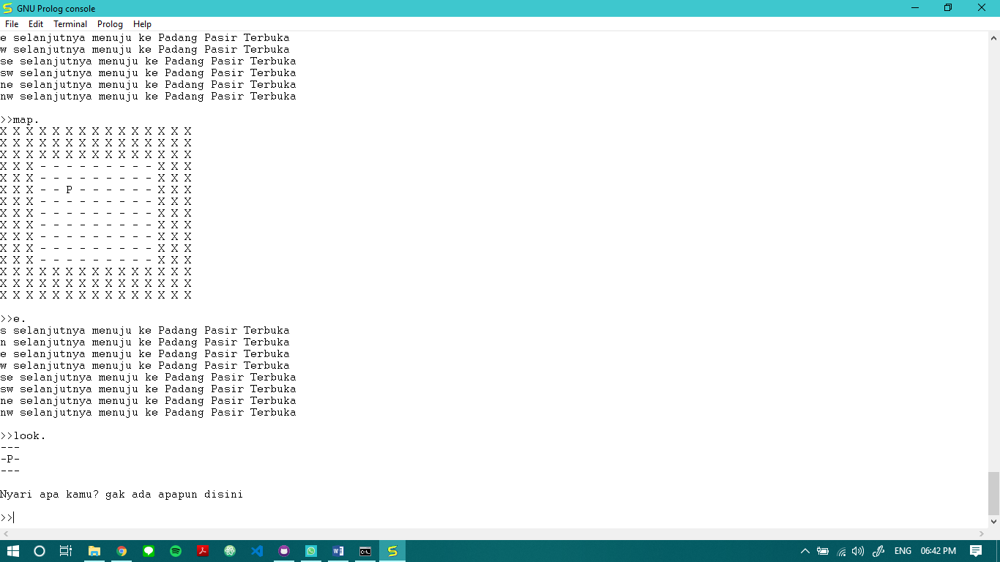 GNU Prolog console
File Edit Terminal Prolog Help
e selanjutnya menuju ke Padang Pasir Terbuka
w selanjutnya menuju ke Padang Pasir Terbuka
se selanjutnya menuju ke Padang Pasir Terbuka
sw selanjutnya menuju ke Padang Pasir Terbuka
ne selanjutnya menuju ke Padang Pasir Terbuka
nw selanjutnya menuju ke Padang Pasir Terbuka
>>map.
X X X X X X X X X X X X X X X
X X X X X X X X X X X X X X X
X X X X X X X X X X X X X X X
X X X - - - - - - - - - X X X
X X X - - - - - - - - - X X X
X X X - - P - - - - - - X X X
X X X - - - - - - - - - X X X
X X X - - - - - - - - - X X X
X X X - - - - - - - - - X X X
X X X - - - - - - - - - X X X
X X X - - - - - - - - - X X X
X X X - - - - - - - - - X X X
X X X X X X X X X X X X X X X
X X X X X X X X X X X X X X X
X X X X X X X X X X X X X X X
>>e.
s selanjutnya menuju ke Padang Pasir Terbuka
n selanjutnya menuju ke Padang Pasir Terbuka
e selanjutnya menuju ke Padang Pasir Terbuka
w selanjutnya menuju ke Padang Pasir Terbuka
se selanjutnya menuju ke Padang Pasir Terbuka
sw selanjutnya menuju ke Padang Pasir Terbuka
ne selanjutnya menuju ke Padang Pasir Terbuka
nw selanjutnya menuju ke Padang Pasir Terbuka
>>look.
---
-P-
---
Nyari apa kamu? gak ada apapun disini
>>
ENG 06:42 PM